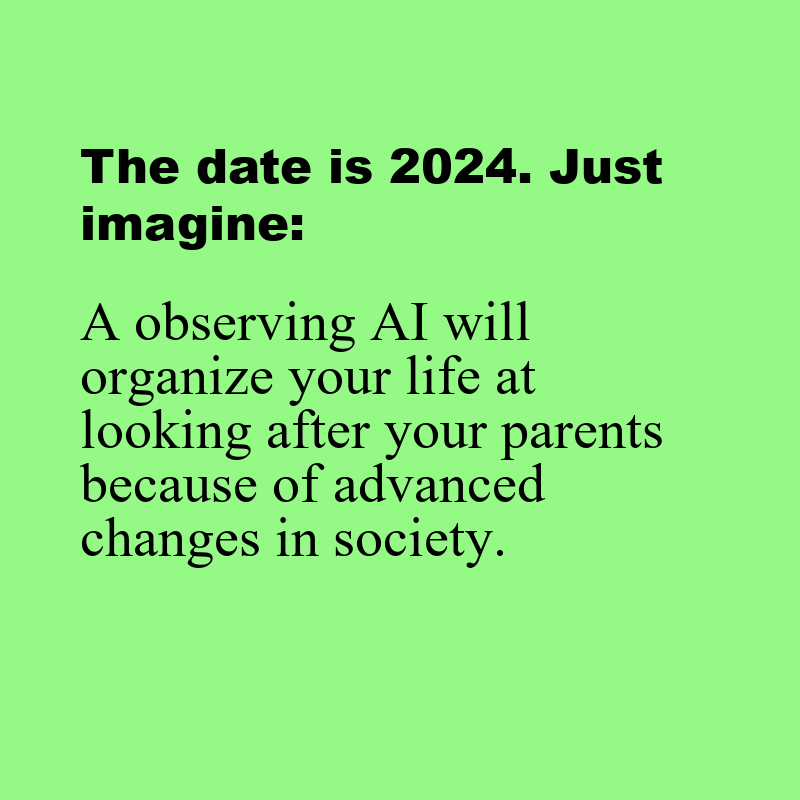 The date is 2024. Just
imagine:
A observing AI will
organize your life at
looking after your parents
because of advanced
changes in society.